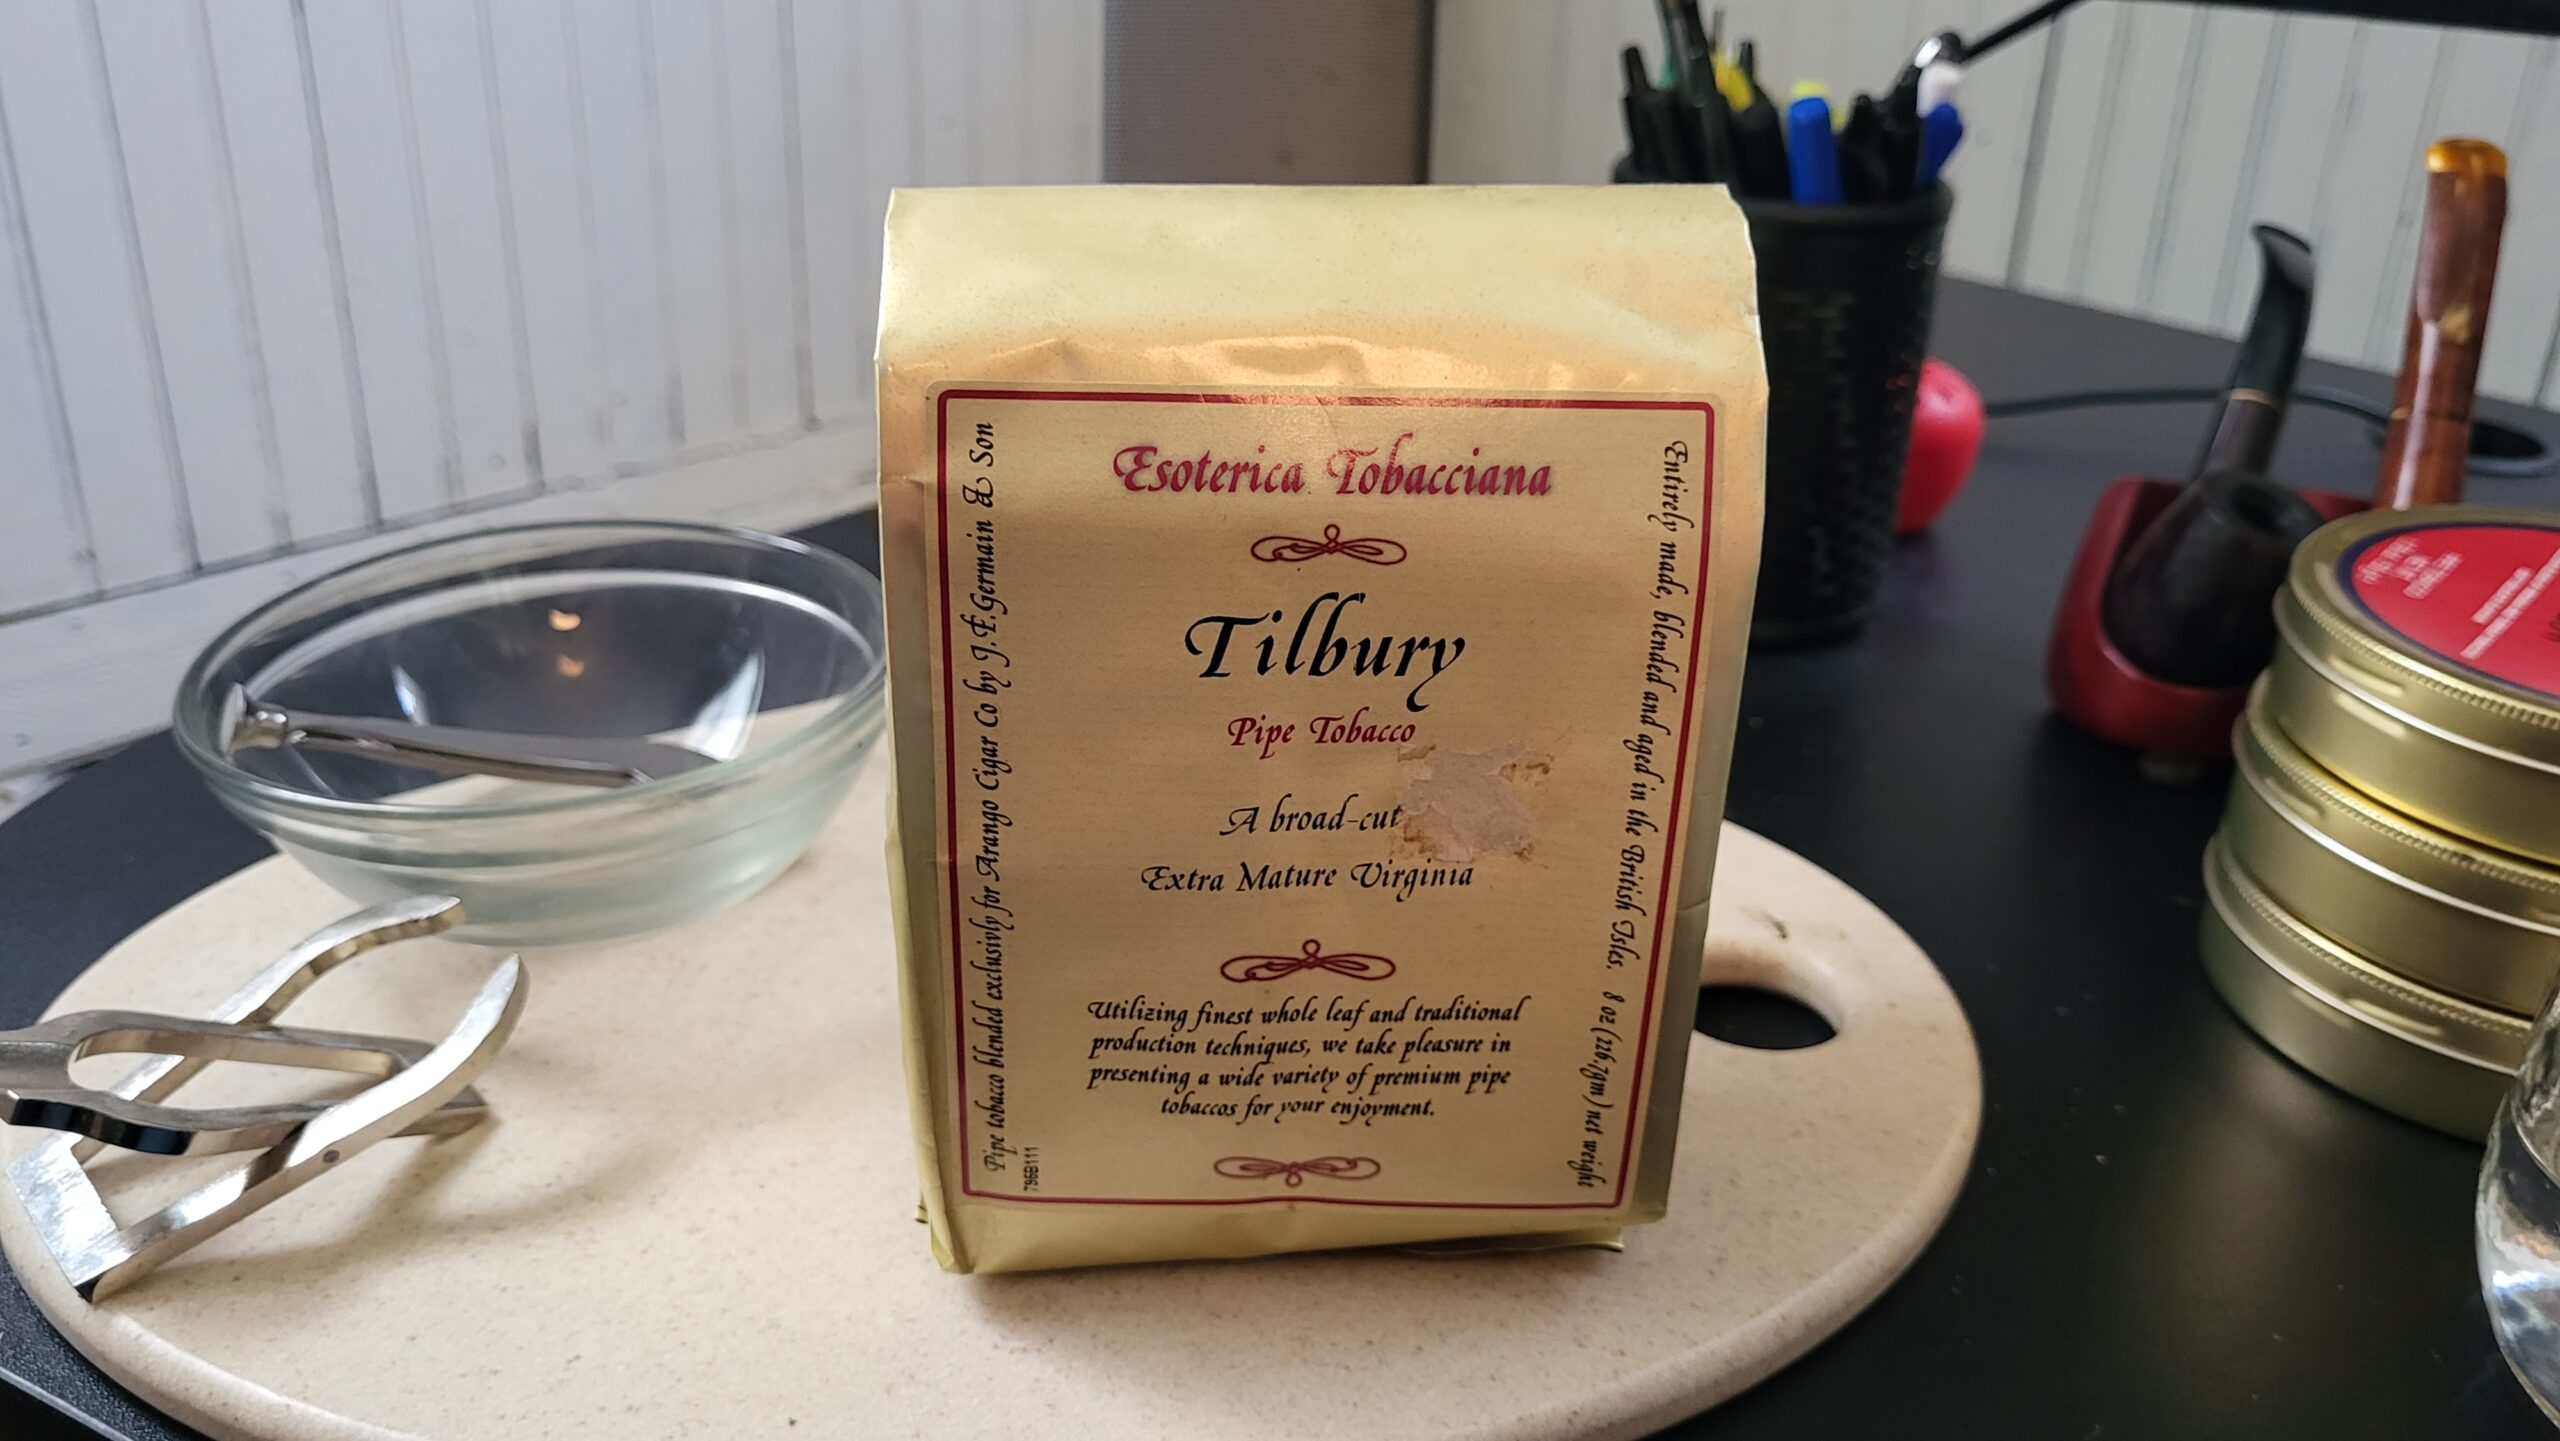 Esoterica Tobacciana
Tilbury
Pipe Tobacco
A broad-cut
Extra Mature Virginia
Utilizing finest whole leaf and traditional
production techniques, we take pleasure in
presenting a wide variety of premium pipe
tobaccos for your enjoyment.
Pipe tobacco blended exclusivly for Arango Cigar Co by J.F.Germain & Son
796B111
Entirely made, blended and aged in the British Isles. 8 oz (226,7gm) net weight